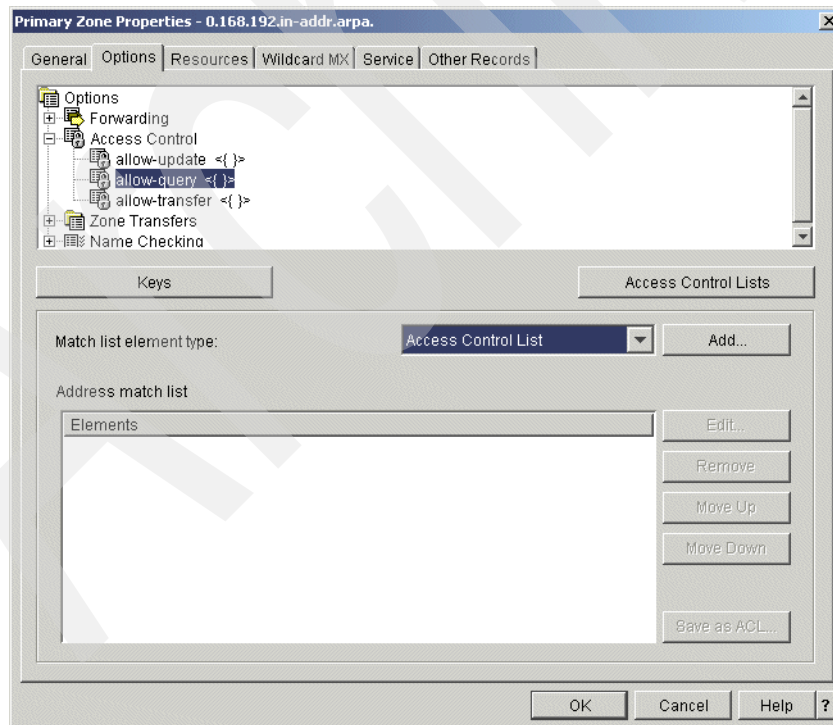 Primary Zone Properties - 0.168.192.in-addr.arpa.
General Options Resources Wildcard MX Service Other Records
Options
Forwarding
Access Control
allow-update <{ }>
allow-query <{ }>
allow-transfer <{ }>
Zone Transfers
Name Checking
Keys Access Control Lists
Match list element type: Access Control List Add...
Address match list
Elements Edit...
Remove
Move Up
Move Down
Save as ACL...
OK Cancel Help ?